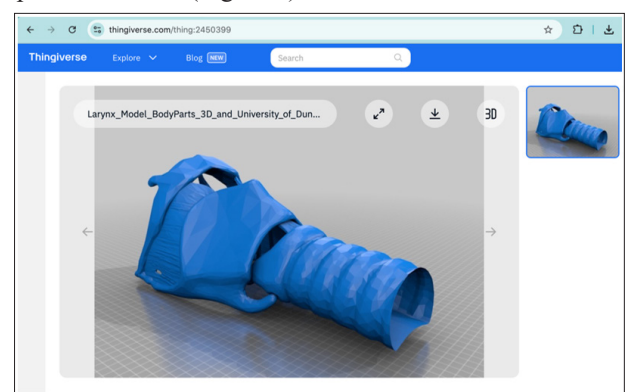 thingiverse.com/thing:2450399
Thingiverse Explore Blog NEW Search
Larynx_Model_BodyParts_3D_and_University_of_Dun... 3D